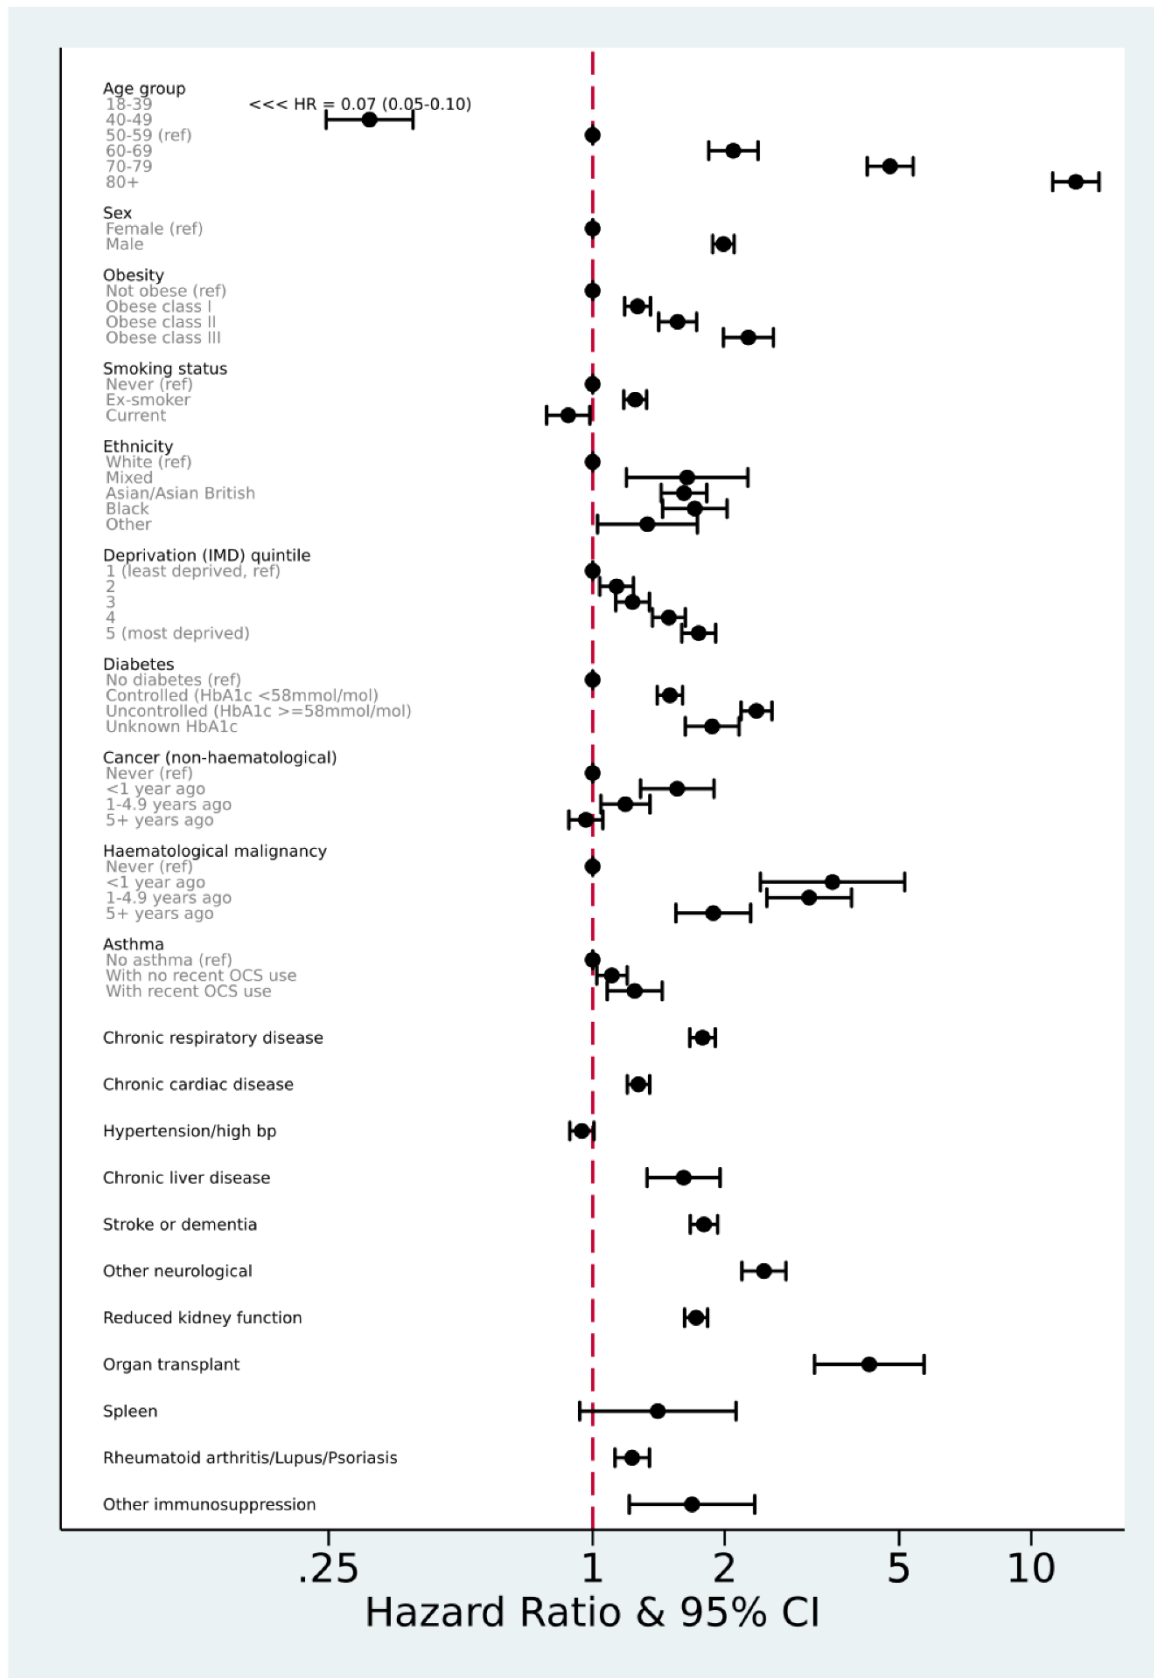 Age group
18-39 <<< HR = 0.07 (0.05-0.10)
40-49
50-59 (ref)
60-69
70-79
80+
Sex
Female (ref)
Male
Obesity
Not obese (ref)
Obese class I
Obese class II
Obese class III
Smoking status
Never (ref)
Ex-smoker
Current
Ethnicity
White (ref)
Mixed
Asian/Asian British
Black
Other
Deprivation (IMD) quintile
1 (least deprived, ref)
2
3
4
5 (most deprived)
Diabetes
No diabetes (ref)
Controlled (HbA1c <58mmol/mol)
Uncontrolled (HbA1c >=58mmol/mol)
Unknown HbA1c
Cancer (non-haematological)
Never (ref)
<1 year ago
1-4.9 years ago
5+ years ago
Haematological malignancy
Never (ref)
<1 year ago
1-4.9 years ago
5+ years ago
Asthma
No asthma (ref)
With no recent OCS use
With recent OCS use
Chronic respiratory disease
Chronic cardiac disease
Hypertension/high bp
Chronic liver disease
Stroke or dementia
Other neurological
Reduced kidney function
Organ transplant
Spleen
Rheumatoid arthritis/Lupus/Psoriasis
Other immunosuppression
.25 1 2 5 10
Hazard Ratio & 95% CI